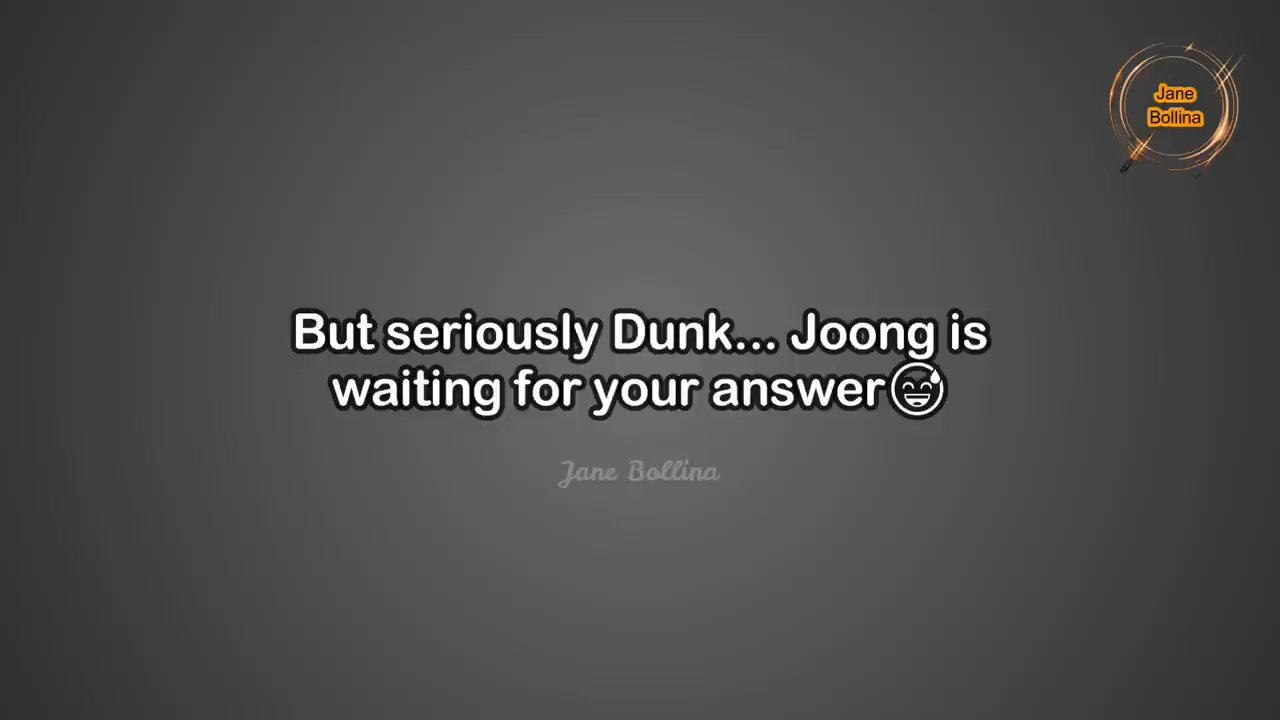 Jane
Bollina
But seriously Dunk... Joong is
waiting for your answer😅
Jane Bollina